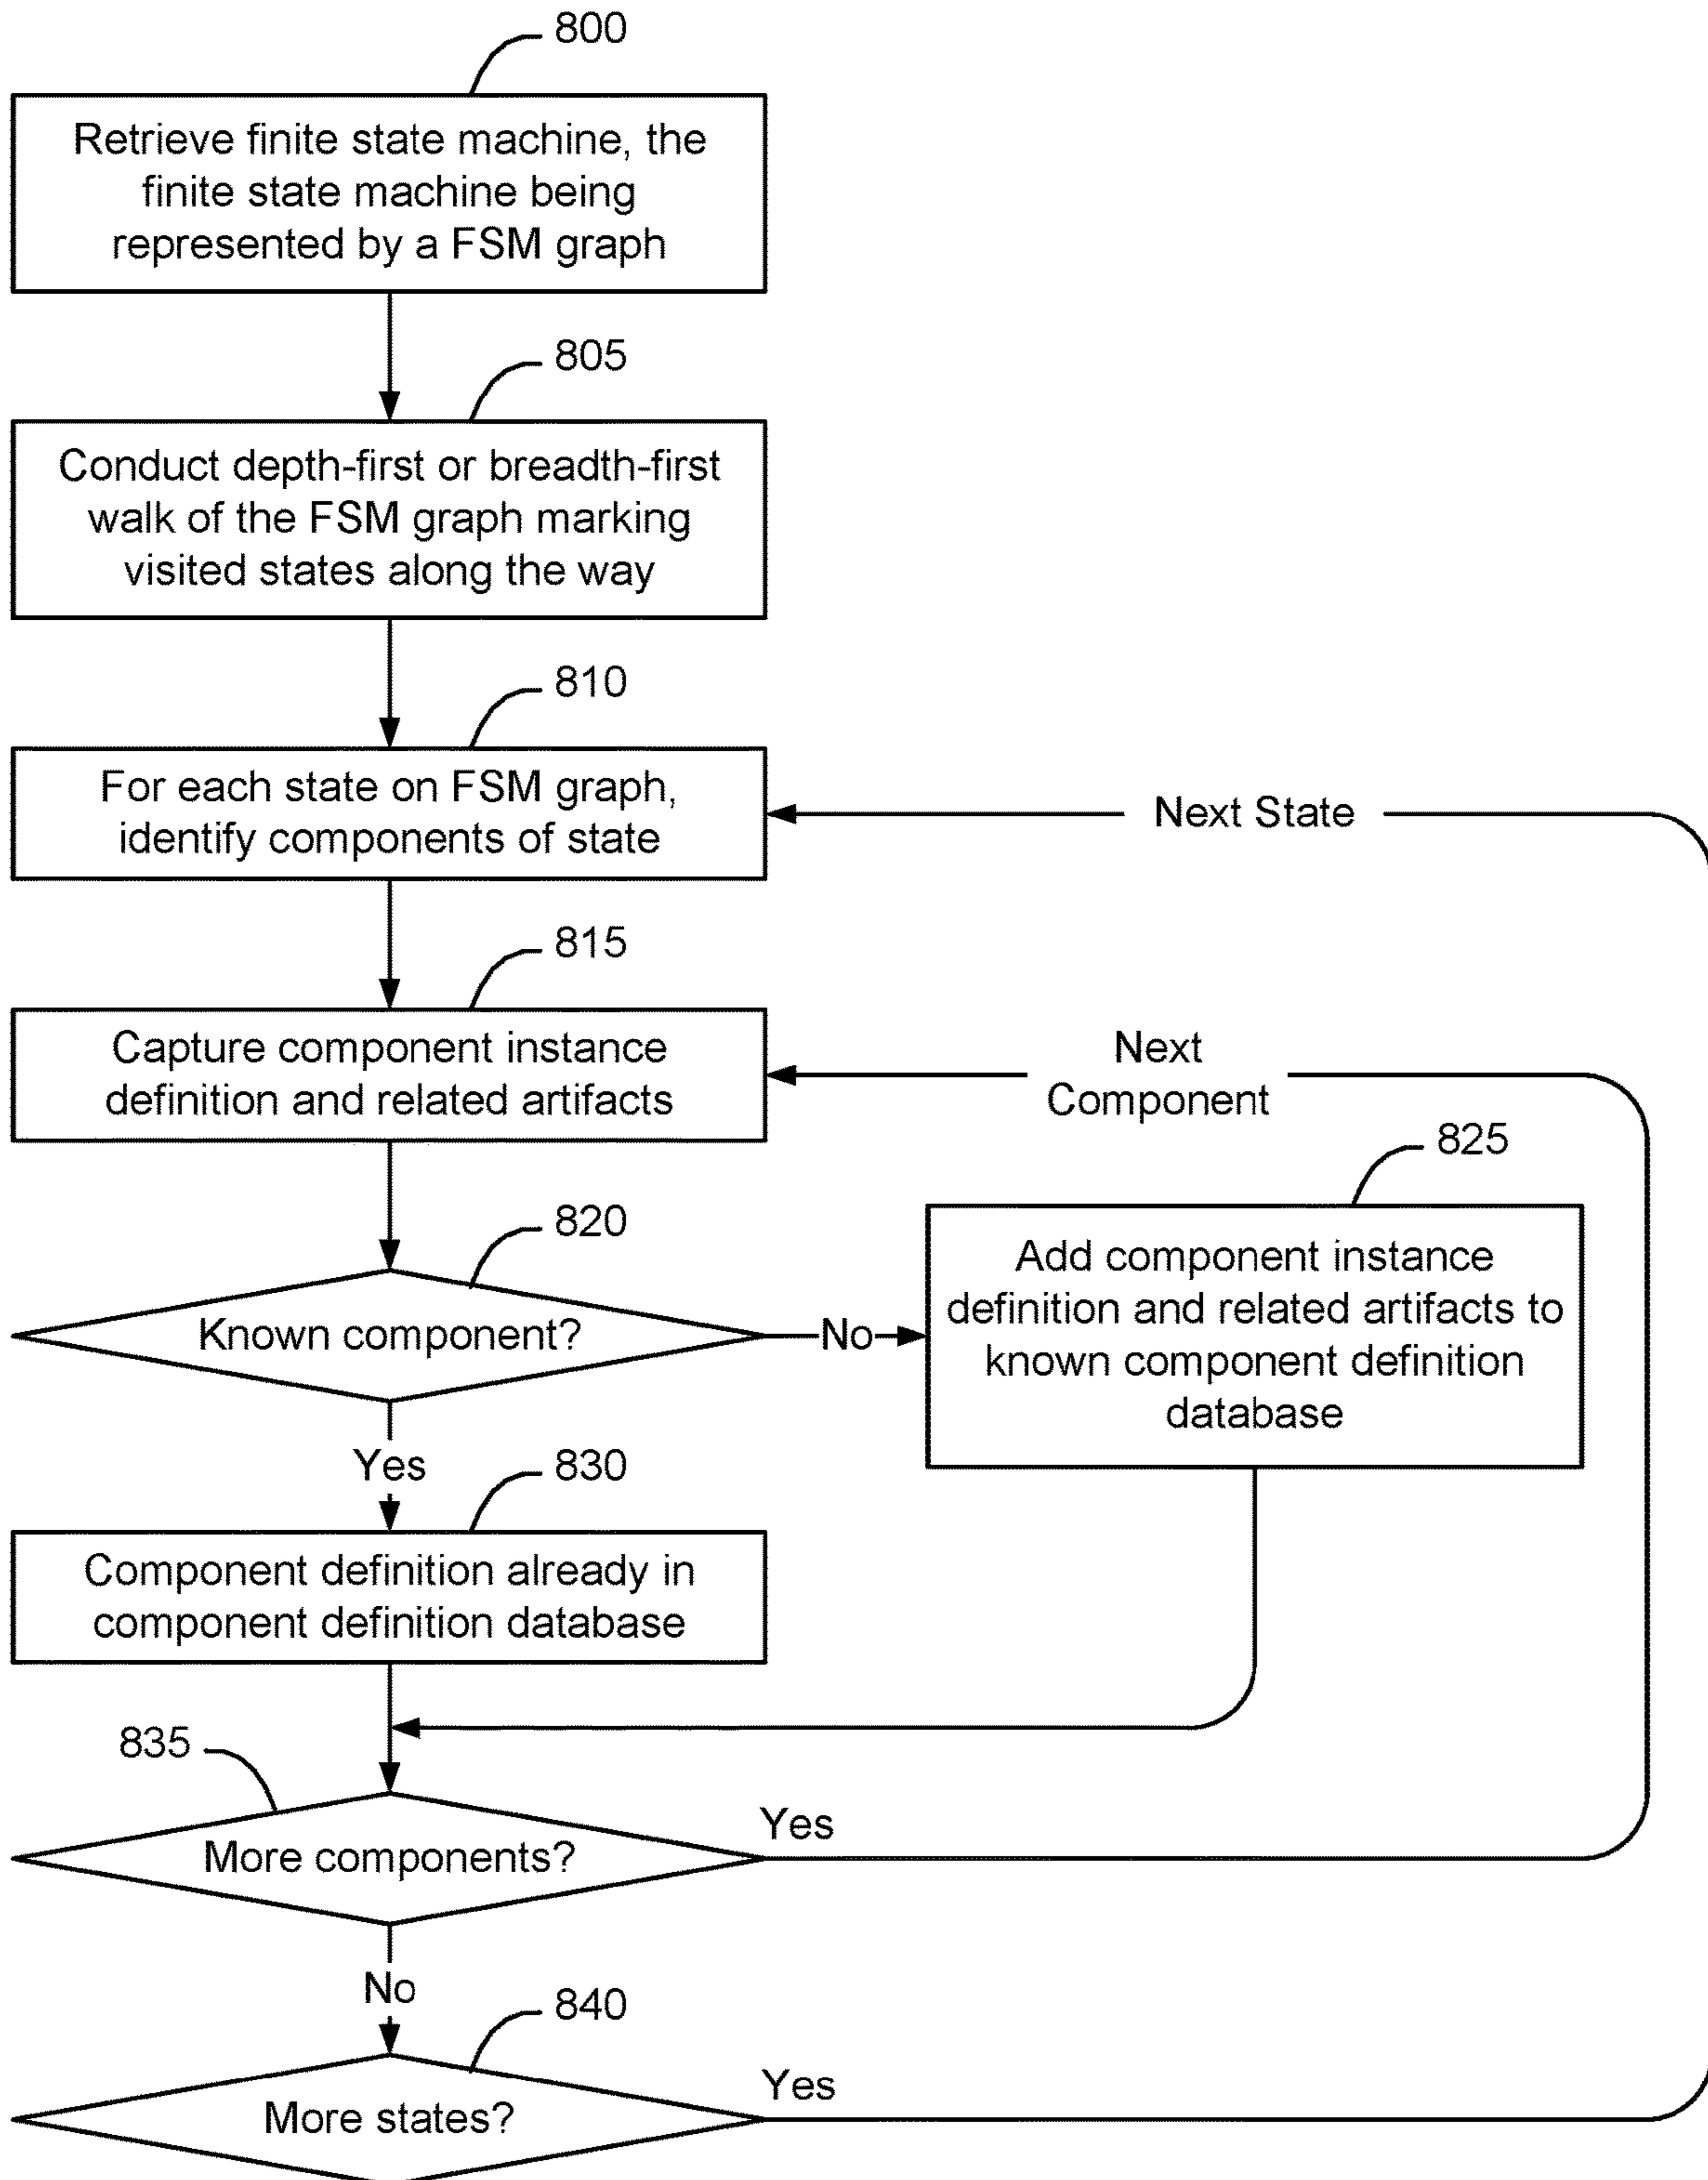 800
Retrieve finite state machine, the
finite state machine being
represented by a FSM graph
805
Conduct depth-first or breadth-first
walk of the FSM graph marking
visited states along the way
810
For each state on FSM graph,
identify components of state
Next State
815
Capture component instance
definition and related artifacts
Next
Component
820
Known component?
No
825
Add component instance
definition and related artifacts to
known component definition
database
Yes
830
Component definition already in
component definition database
835
More components?
Yes
No
840
More states?
Yes